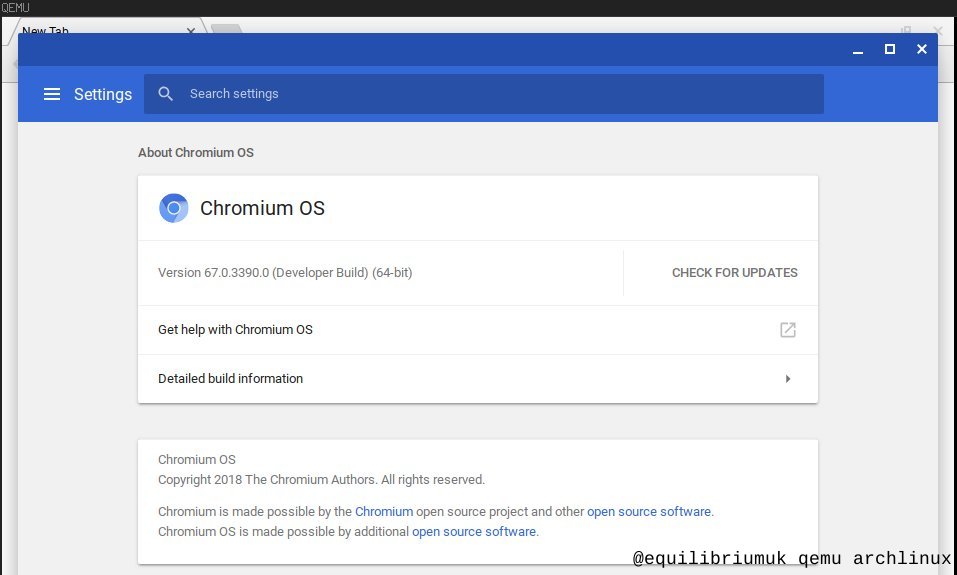 QEMU
New Tab
Settings
Search settings
About Chromium OS
Chromium OS
Version 67.0.3390.0 (Developer Build) (64-bit)
CHECK FOR UPDATES
Get help with Chromium OS
Detailed build information
Chromium OS
Copyright 2018 The Chromium Authors. All rights reserved.
Chromium is made possible by the Chromium open source project and other open source software.
Chromium OS is made possible by additional open source software.
@equilibriumuk qemu archlinux